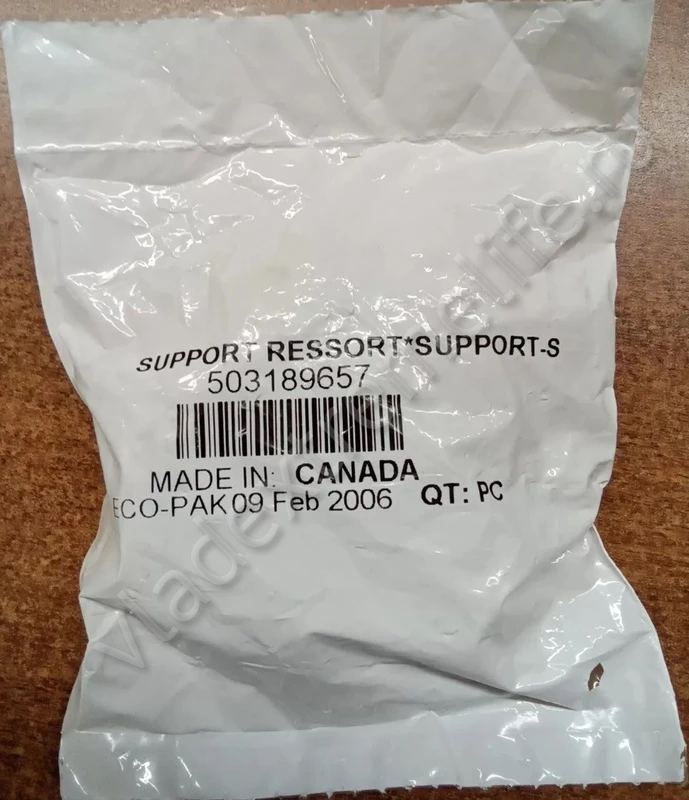 SUPPORT RESSORT*SUPPORT-S
503189657
MADE IN: CANADA
ECO-PAK 09 Feb 2006 QT: PC